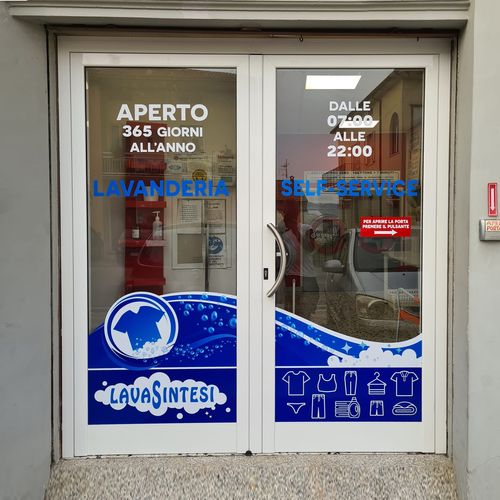 APERTO
365 GIORNI
ALL'ANNO
DALLE
07:00
ALLE
22:00
LAVANDERIA SELF-SERVICE
PER APRIRE LA PORTA
PREMERE IL PULSANTE
LAVASINTESI